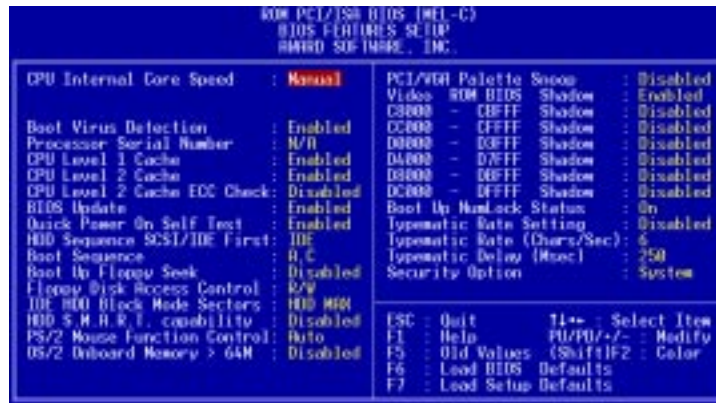 ROM PCI/ISA BIOS (MEL-C)
BIOS FEATURES SETUP
AWARD SOFTWARE, INC.
CPU Internal Core Speed : Manual
Boot Virus Detection : Enabled
Processor Serial Number : N/A
CPU Level 1 Cache : Enabled
CPU Level 2 Cache : Enabled
CPU Level 2 Cache ECC Check: Disabled
BIOS Update : Enabled
Quick Power On Self Test : Enabled
HDD Sequence SCSI/IDE First: IDE
Boot Sequence : A,C
Boot Up Floppy Seek : Disabled
Floppy Disk Access Control : R/W
IDE HDD Block Mode Sectors : HDD MAX
HDD S.M.A.R.T. capability : Disabled
PS/2 Mouse Function Control: Auto
OS/2 Onboard Memory > 64M : Disabled
PCI/VGA Palette Snoop : Disabled
Video ROM BIOS Shadow : Enabled
C8000 - CBFFF Shadow : Disabled
CC000 - CFFFF Shadow : Disabled
D0000 - D3FFF Shadow : Disabled
D4000 - D7FFF Shadow : Disabled
D8000 - DBFFF Shadow : Disabled
DC000 - DFFFF Shadow : Disabled
Boot Up NumLock Status : On
Typematic Rate Setting : Disabled
Typematic Rate (Chars/Sec): 6
Typematic Delay (Msec) : 250
Security Option : System
ESC : Quit ↑↓→← : Select Item
F1 : Help PU/PD/+/- : Modify
F5 : Old Values (Shift)F2 : Color
F6 : Load BIOS Defaults
F7 : Load Setup Defaults